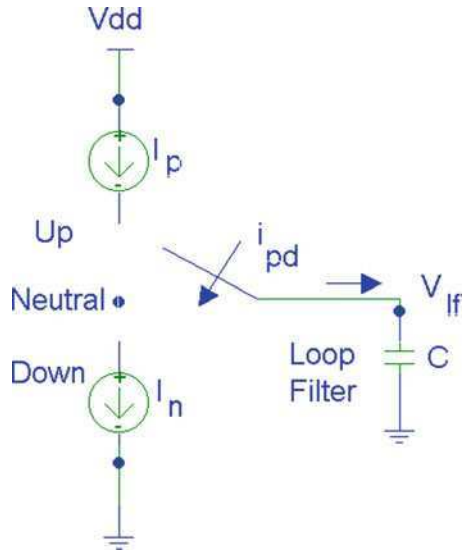 Vdd
+
I p
-
Up
i pd
Neutral
V lf
Loop
Filter
C
Down
+
I n
-